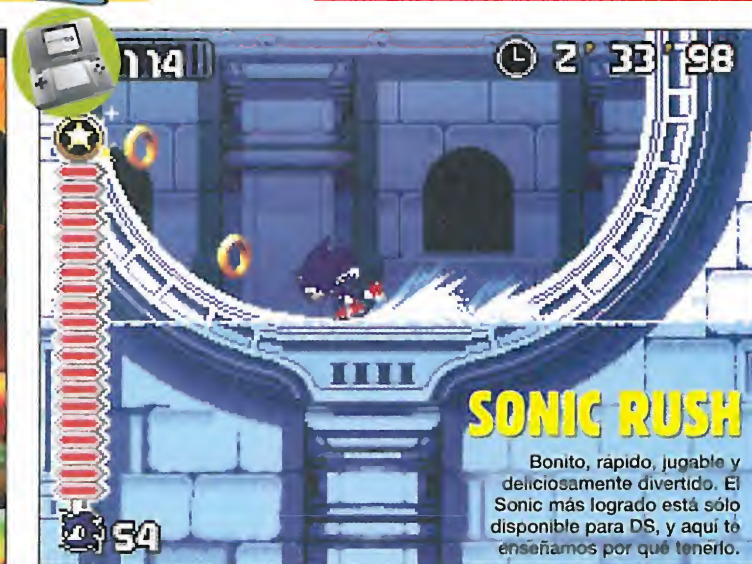 114
2'33'98
54
SONIC RUSH
Bonito, rápido, jugable y
deliciosamente divertido. El
Sonic más logrado está sólo
disponible para DS, y aquí te
enseñamos por qué tenerlo.